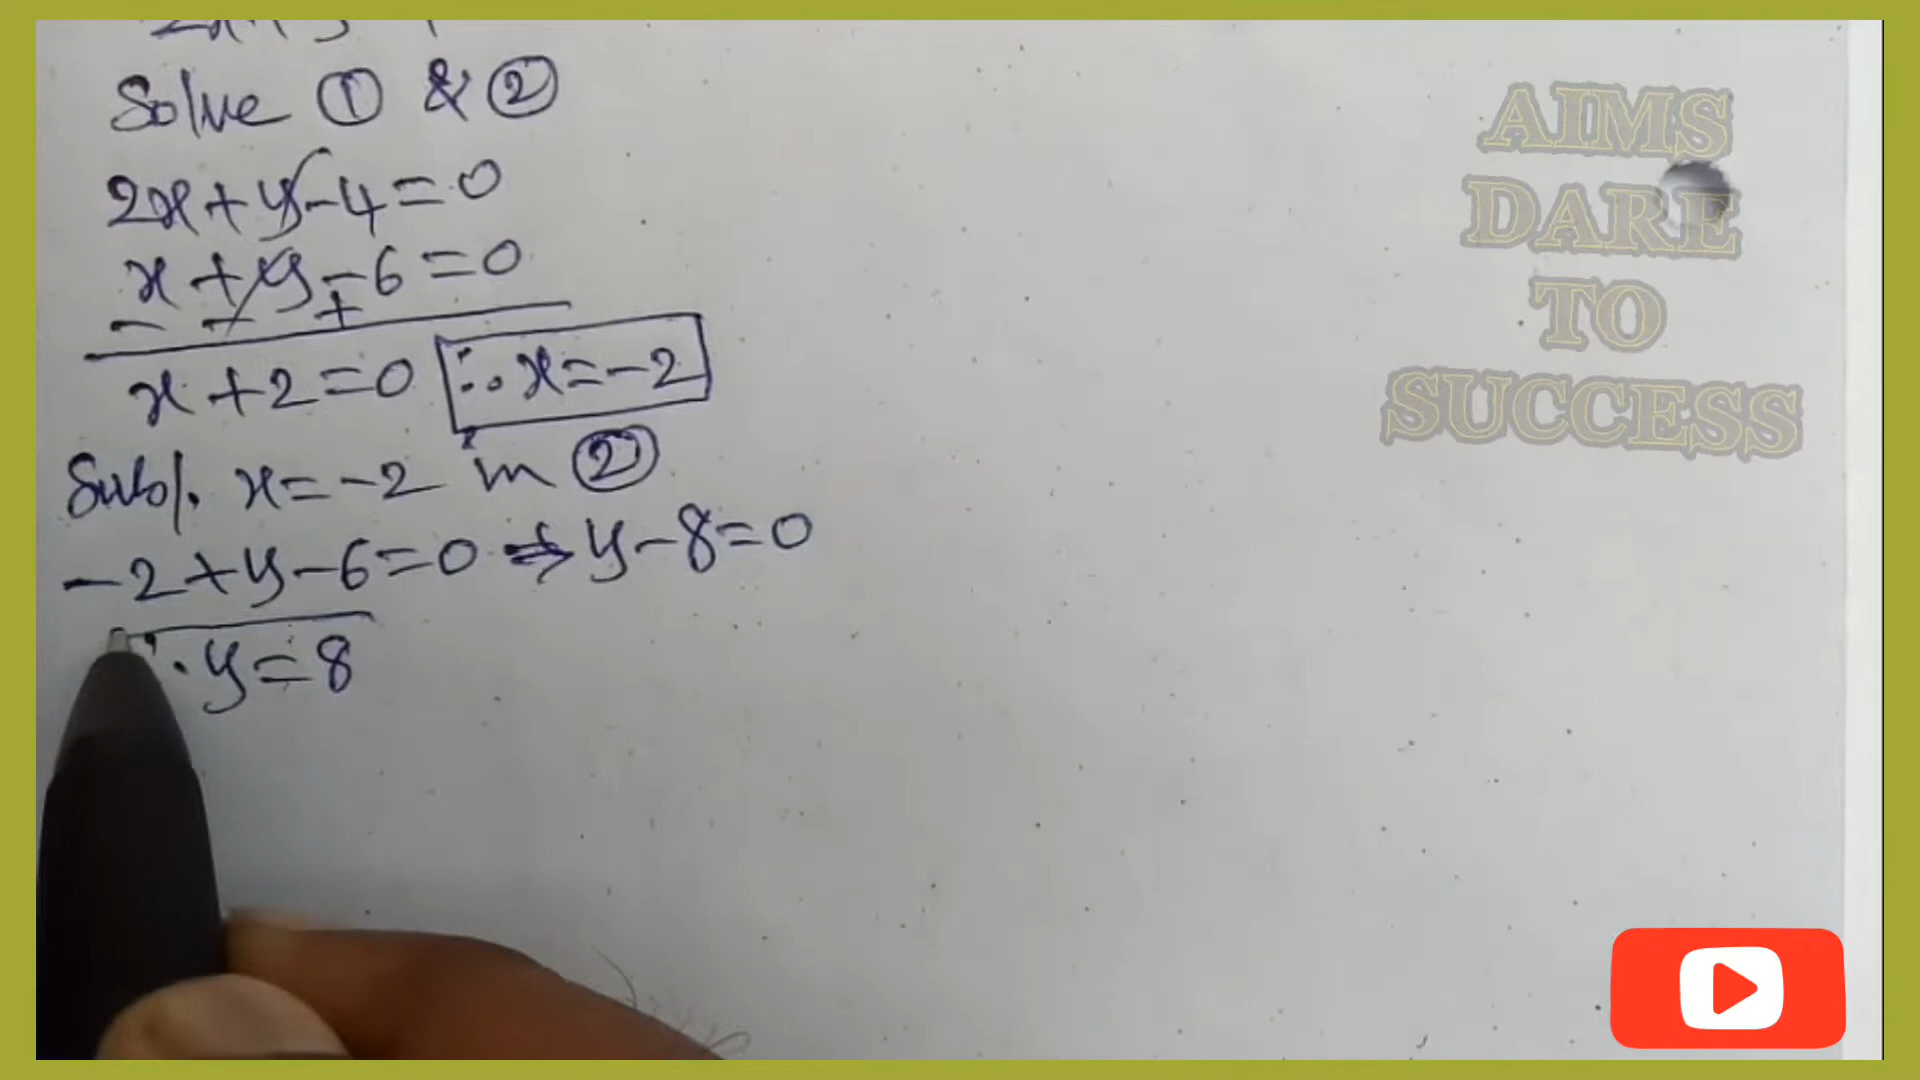 Solve ① & ②
2x+y-4=0
x+y-6=0
- - +
x+2=0 ∴x=-2
Sub/. x=-2 in ②
-2+y-6=0 ⇒ y-8=0
∴ y=8
AIMS
DARE
TO
SUCCESS